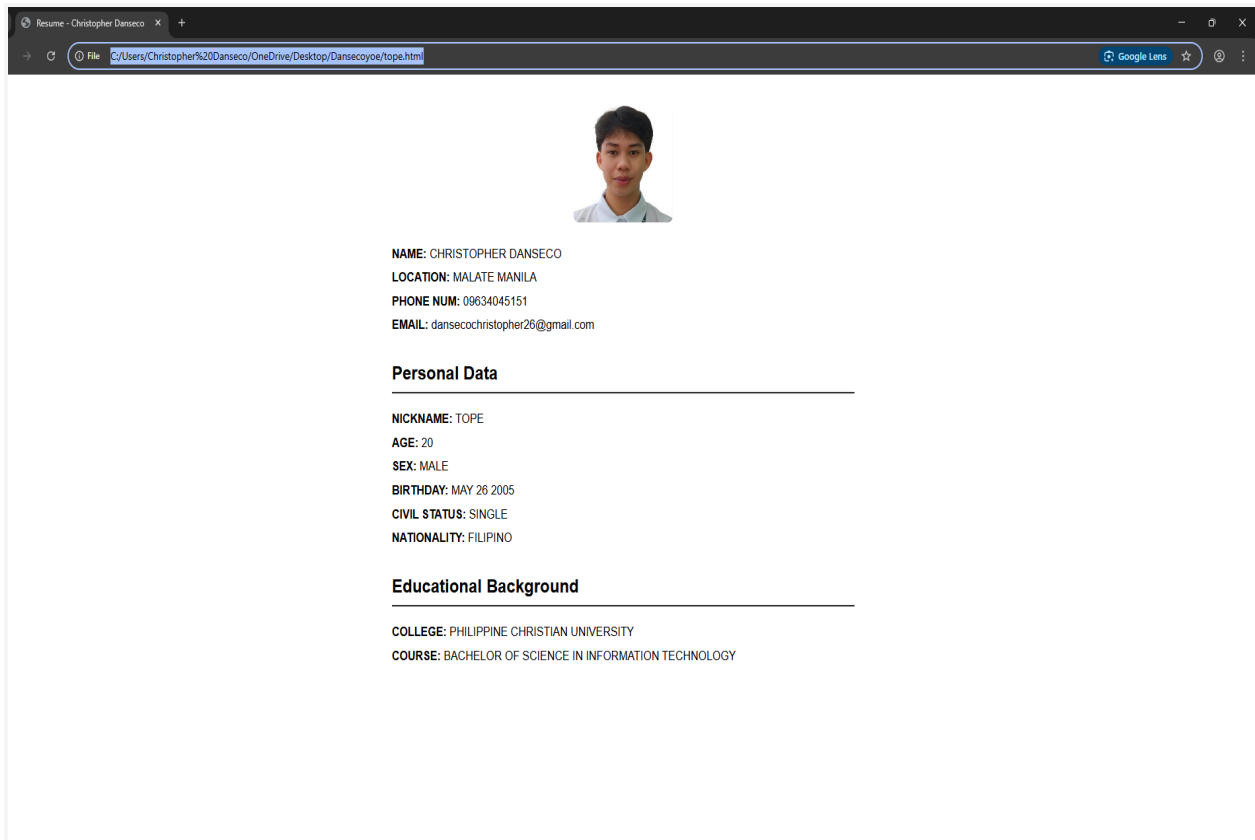 Resume - Christopher Danseco
File C:/Users/Christopher%20Danseco/OneDrive/Desktop/Dansecoyoe/tope.html Google Lens
NAME: CHRISTOPHER DANSECO
LOCATION: MALATE MANILA
PHONE NUM: 09634045151
EMAIL: dansecochristopher26@gmail.com
Personal Data
NICKNAME: TOPE
AGE: 20
SEX: MALE
BIRTHDAY: MAY 26 2005
CIVIL STATUS: SINGLE
NATIONALITY: FILIPINO
Educational Background
COLLEGE: PHILIPPINE CHRISTIAN UNIVERSITY
COURSE: BACHELOR OF SCIENCE IN INFORMATION TECHNOLOGY